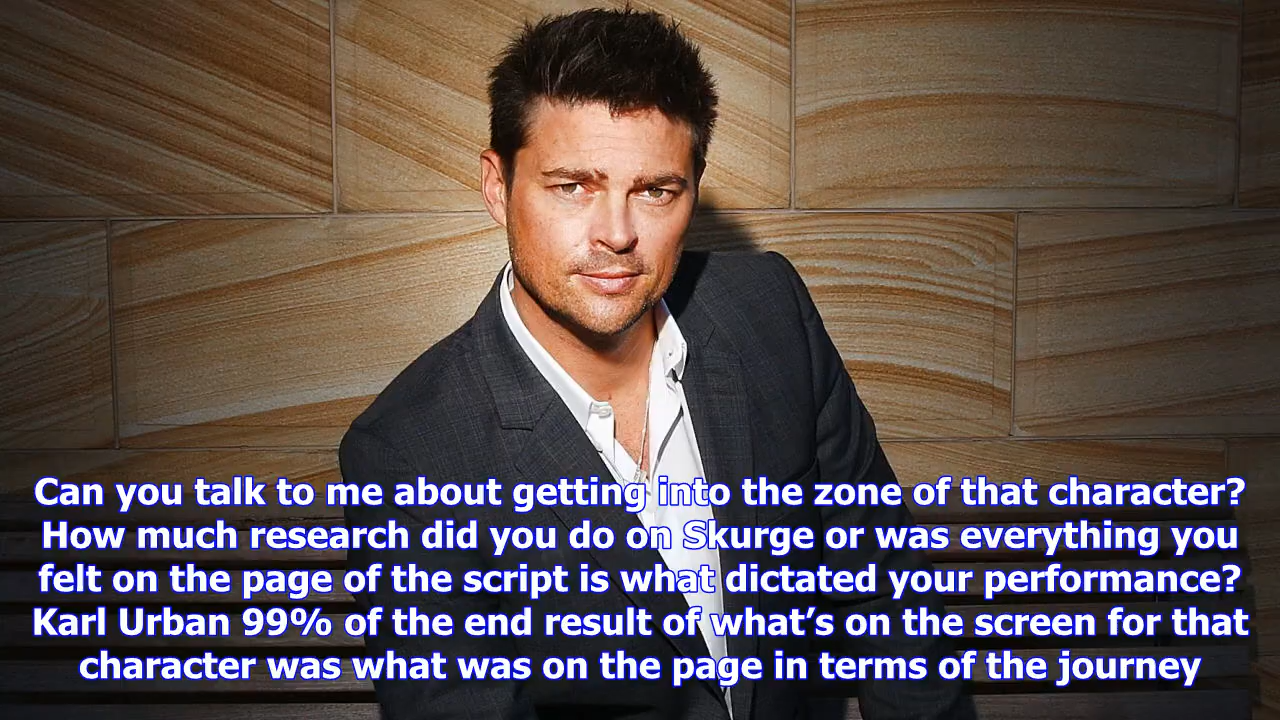 Can you talk to me about getting into the zone of that character?
How much research did you do on Skurge or was everything you
felt on the page of the script is what dictated your performance?
Karl Urban 99% of the end result of what’s on the screen for that
character was what was on the page in terms of the journey